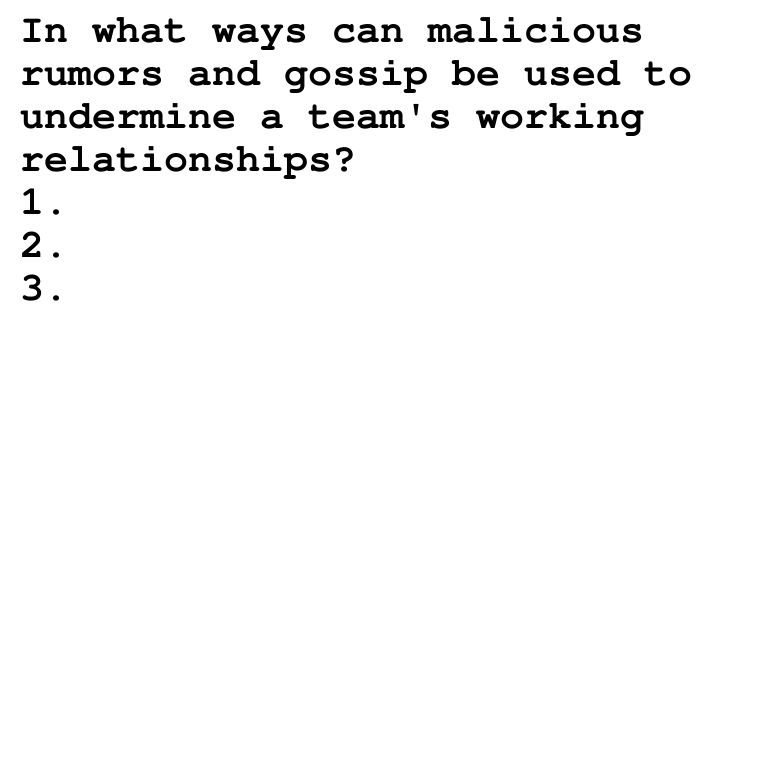 In what ways can malicious
rumors and gossip be used to
undermine a team's working
relationships?
1.
2.
3.